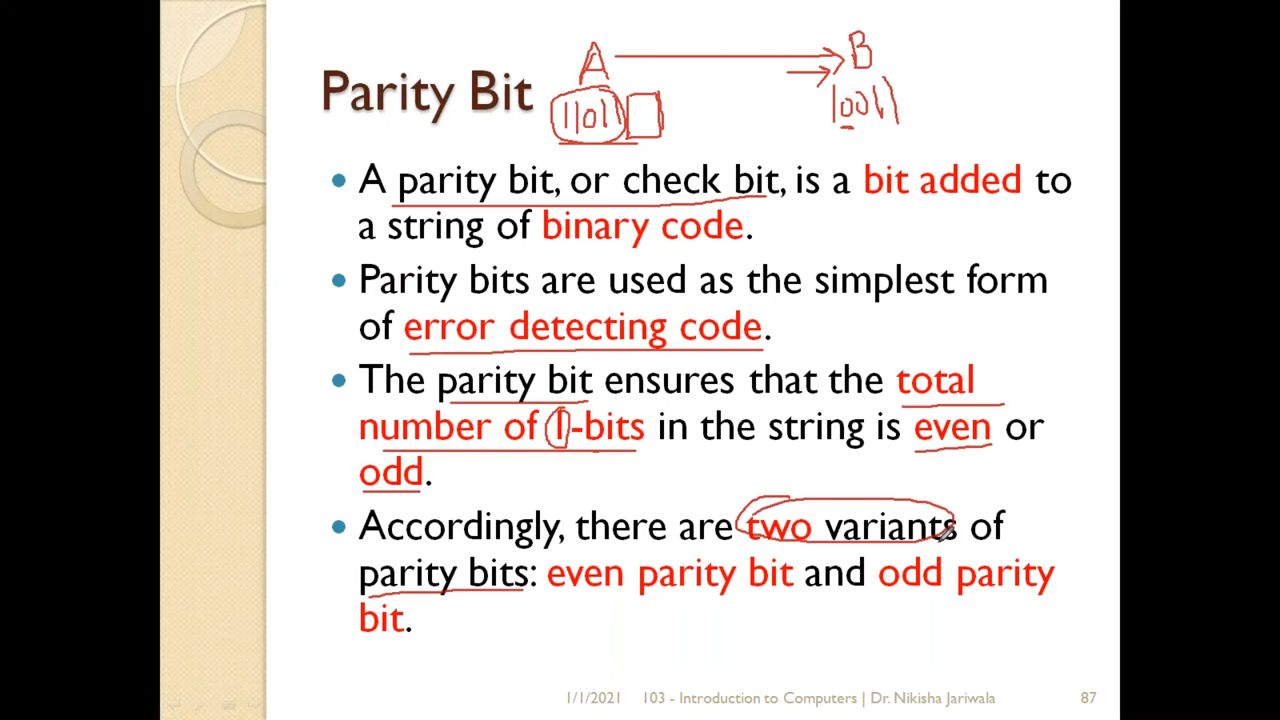 A
B
Parity Bit
11011
10011
A parity bit, or check bit, is a bit added to
a string of binary code.
Parity bits are used as the simplest form
of error detecting code.
The parity bit ensures that the total
number of 1-bits in the string is even or
odd.
Accordingly, there are two variants of
parity bits: even parity bit and odd parity
bit.
1/1/2021 103 - Introduction to Computers | Dr. Nikisha Jariwala 87